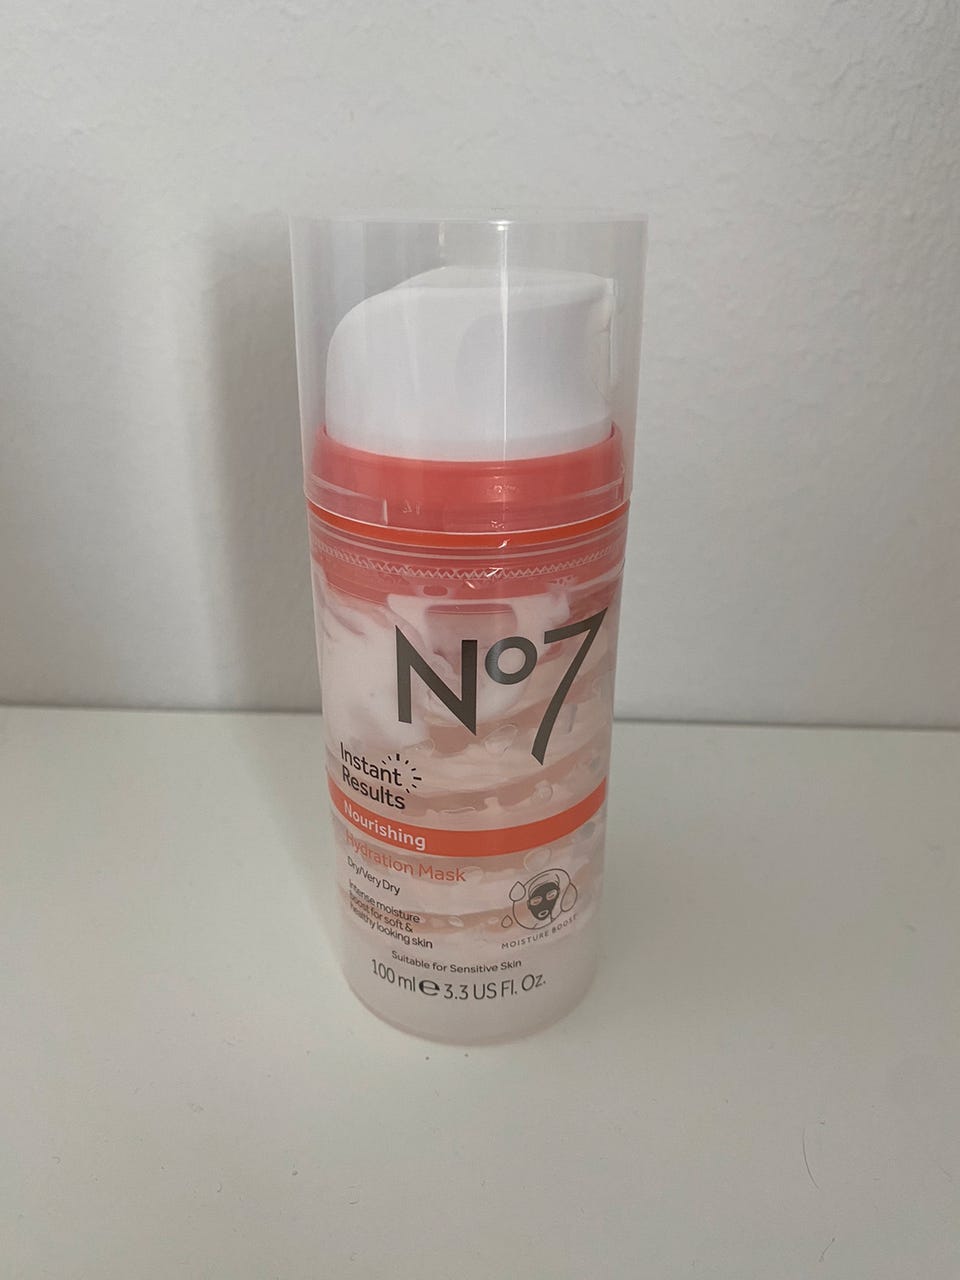 No7
Instant
Results
Nourishing
Hydration Mask
Dry/Very Dry
Intense moisture
boost for soft &
healthy looking skin
MOISTURE BOOST
Suitable for Sensitive Skin
100 ml ℮ 3.3 US Fl. Oz.